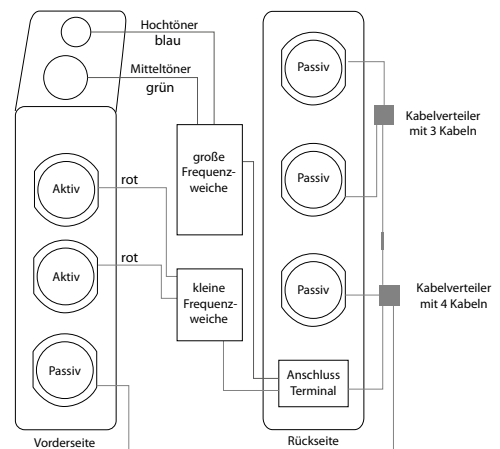 Hochtöner
blau
Mitteltöner
grün
Aktiv
rot
Aktiv
rot
Passiv
Vorderseite
große
Frequenz-
weiche
kleine
Frequenz-
weiche
Passiv
Passiv
Passiv
Anschluss
Terminal
Rückseite
Kabelverteiler
mit 3 Kabeln
Kabelverteiler
mit 4 Kabeln